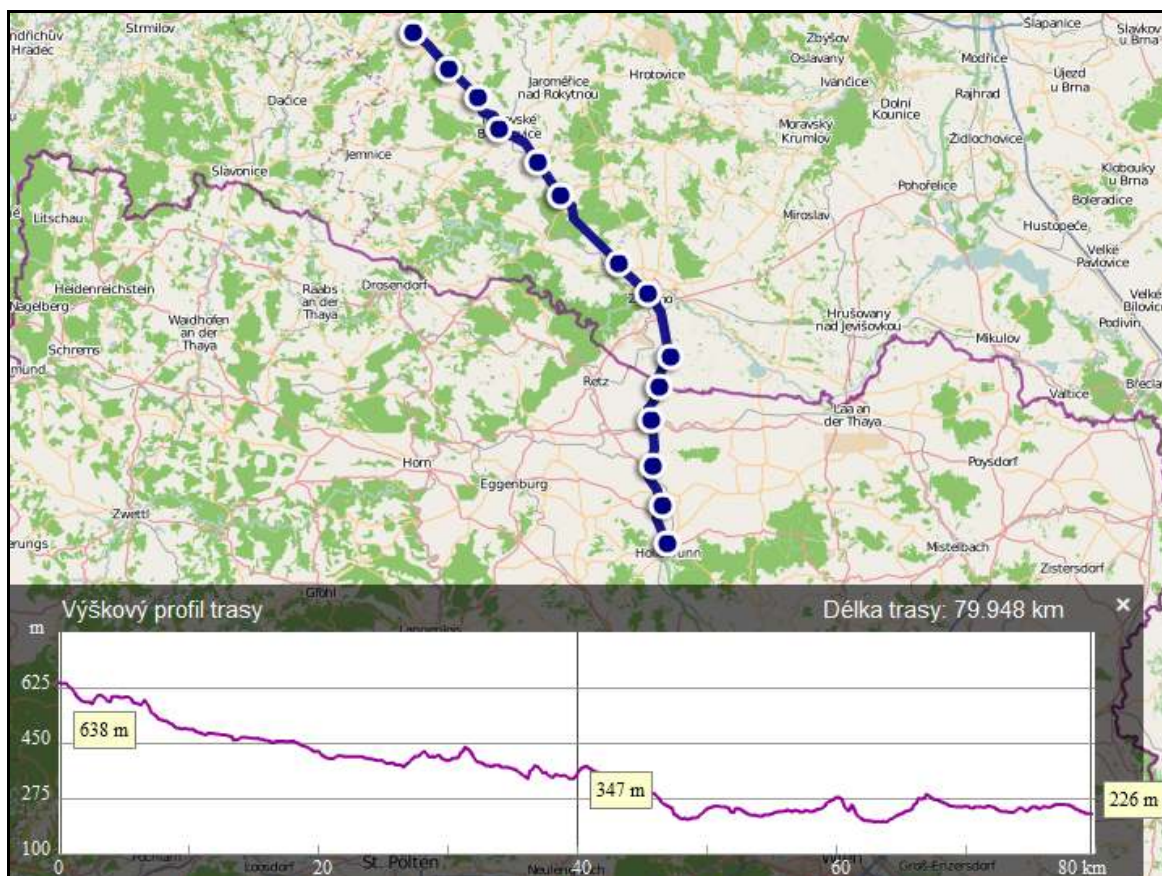 Strmilov
Zbýšov
Oslavany
Šlapanice
Slavkov
u Brna
Hradec
Jaroměřice
nad Rokytnou
Hrotovice
Ivančice
Modřice
Újezd
u Brna
Dačice
Dolní
Kounice
Rajhrad
Moravský
Krumlov
Židlochovice
Jemnice
Slavonice
Klobouky
u Brna
Pohořelice
Boleradice
Litschau
Miroslav
Hustopeče
Velké
Pavlovice
Heidenreichstein
Raabs
an der
Thaya
Drosendorf
Nagelberg
Waidhofen
an der
Thaya
Hrušovany
nad Jevišovkou
Velké
Bílovice
Podivín
Schrems
Mikulov
Retz
Valtice
Laa an
der Thaya
Horn
Eggenburg
Poysdorf
Zwettl
Mistelbach
Zistersdorf
Gföhl
Výškový profil trasy
Délka trasy: 79.948 km
×
m
625
638 m
450
347 m
275
226 m
100
St. Pölten
Groß-Enzersdorf
0
20
40
60
80 km